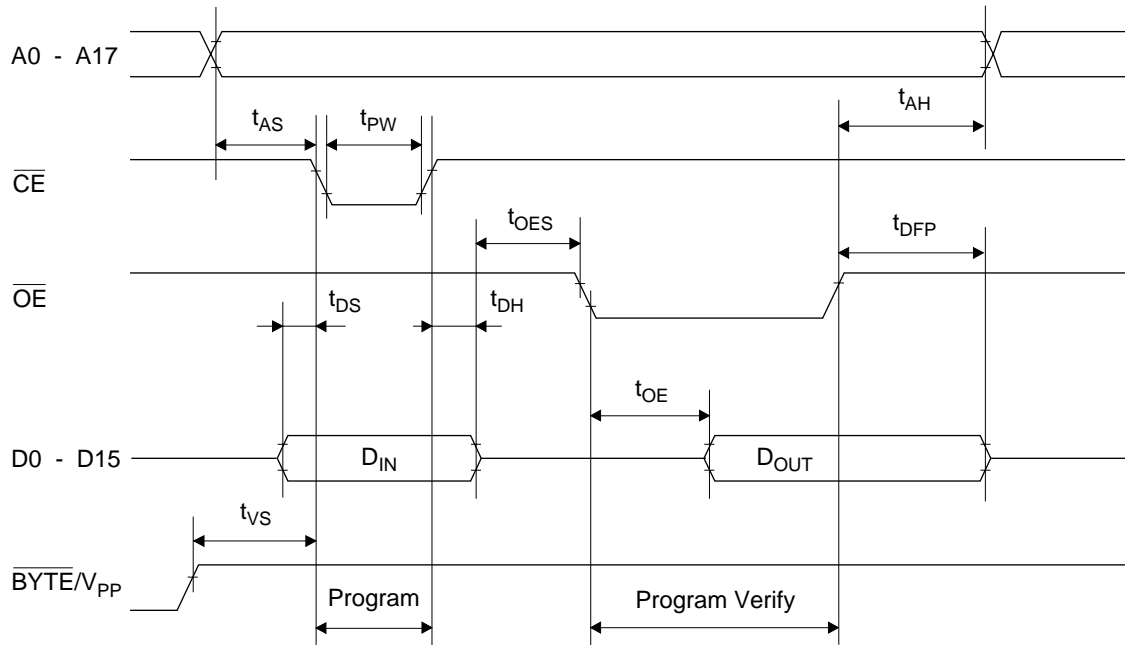 A0 - A17
tAS
tPW
tAH
CE
tOES
tDFP
OE
tDS
tDH
tOE
D0 - D15
DIN
DOUT
tVS
BYTE/VPP
Program
Program Verify